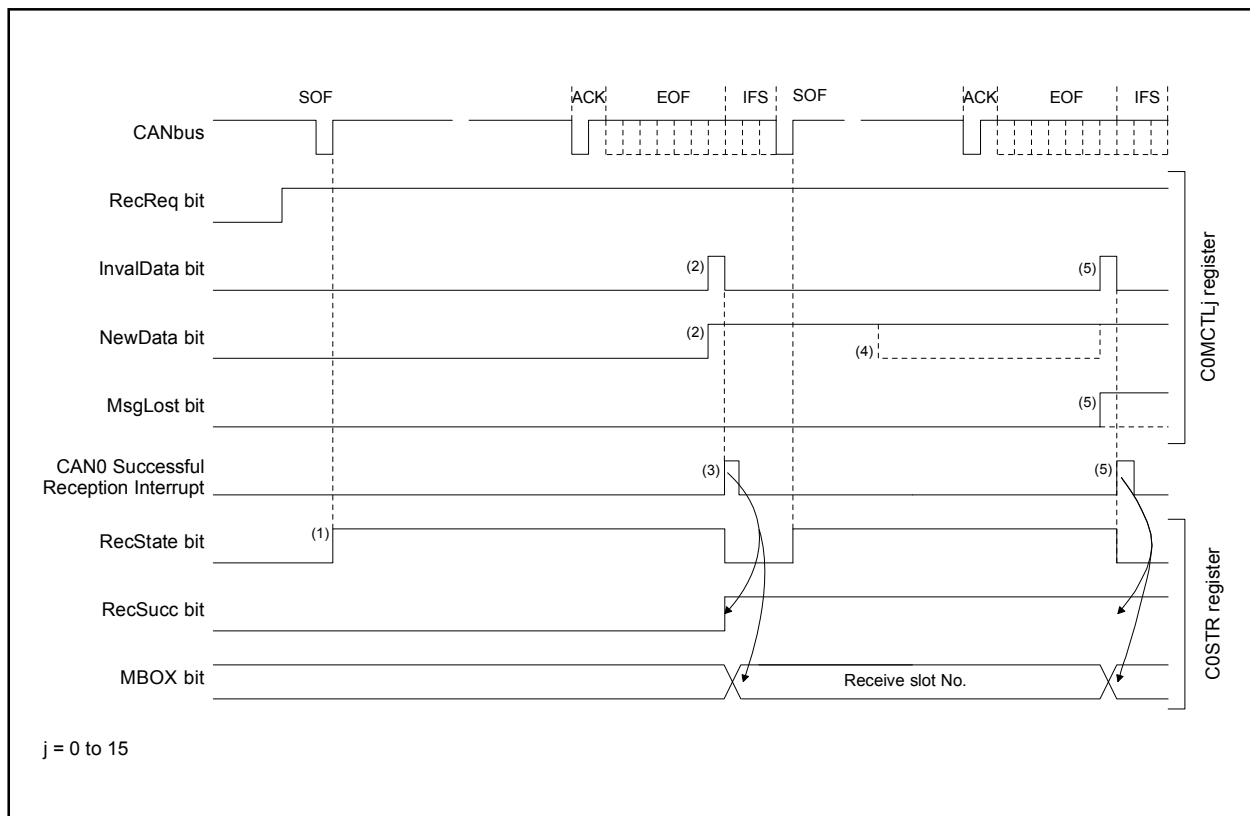 SOF ACK EOF IFS SOF ACK EOF IFS
CANbus
RecReq bit
InvalData bit (2) (5)
NewData bit (2) (4)
MsgLost bit (5)
C0MCTLj register
CAN0 Successful
Reception Interrupt (3) (5)
RecState bit (1)
RecSucc bit
MBOX bit Receive slot No.
C0STR register
j = 0 to 15